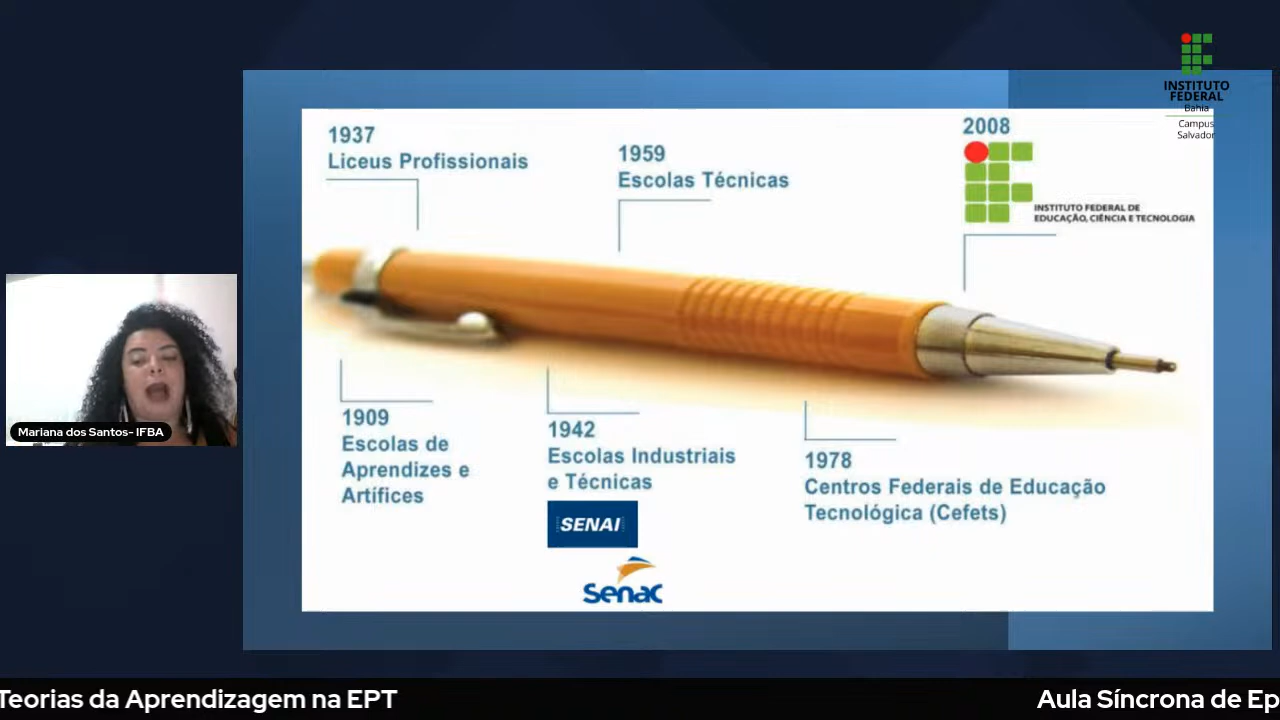 INSTITUTO
FEDERAL
Bahia
Campus
Salvador
1937
Liceus Profissionais
1959
Escolas Técnicas
2008
INSTITUTO FEDERAL DE
EDUCAÇÃO, CIÊNCIA E TECNOLOGIA
1909
Escolas de
Aprendizes e
Artífices
1942
Escolas Industriais
e Técnicas
SENAI
Senac
1978
Centros Federais de Educação
Tecnológica (Cefets)
Mariana dos Santos- IFBA
Teorias da Aprendizagem na EPT
Aula Síncrona de Ep